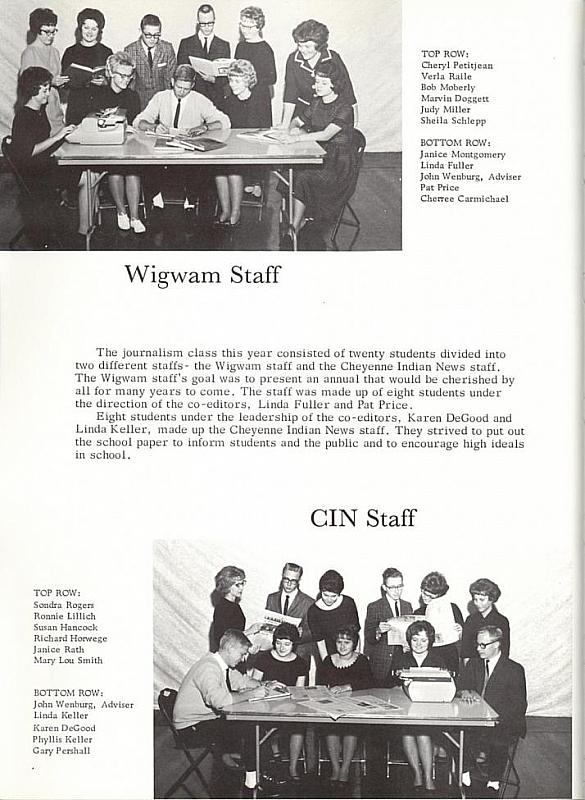 TOP ROW:
Cheryl Petitjean
Verla Raile
Bob Moberly
Marvin Doggett
Judy Miller
Sheila Schlepp
BOTTOM ROW:
Janice Montgomery
Linda Fuller
John Wenburg, Adviser
Pat Price
Cherree Carmichael
Wigwam Staff
The journalism class this year consisted of twenty students divided into
two different staffs- the Wigwam staff and the Cheyenne Indian News staff.
The Wigwam staff's goal was to present an annual that would be cherished by
all for many years to come. The staff was made up of eight students under
the direction of the co-editors, Linda Fuller and Pat Price.
Eight students under the leadership of the co-editors, Karen DeGood and
Linda Keller, made up the Cheyenne Indian News staff. They strived to put out
the school paper to inform students and the public and to encourage high ideals
in school.
CIN Staff
TOP ROW:
Sondra Rogers
Ronnie Lillich
Susan Hancock
Richard Horwege
Janice Rath
Mary Lou Smith
BOTTOM ROW:
John Wenburg, Adviser
Linda Keller
Karen DeGood
Phyllis Keller
Gary Pershall